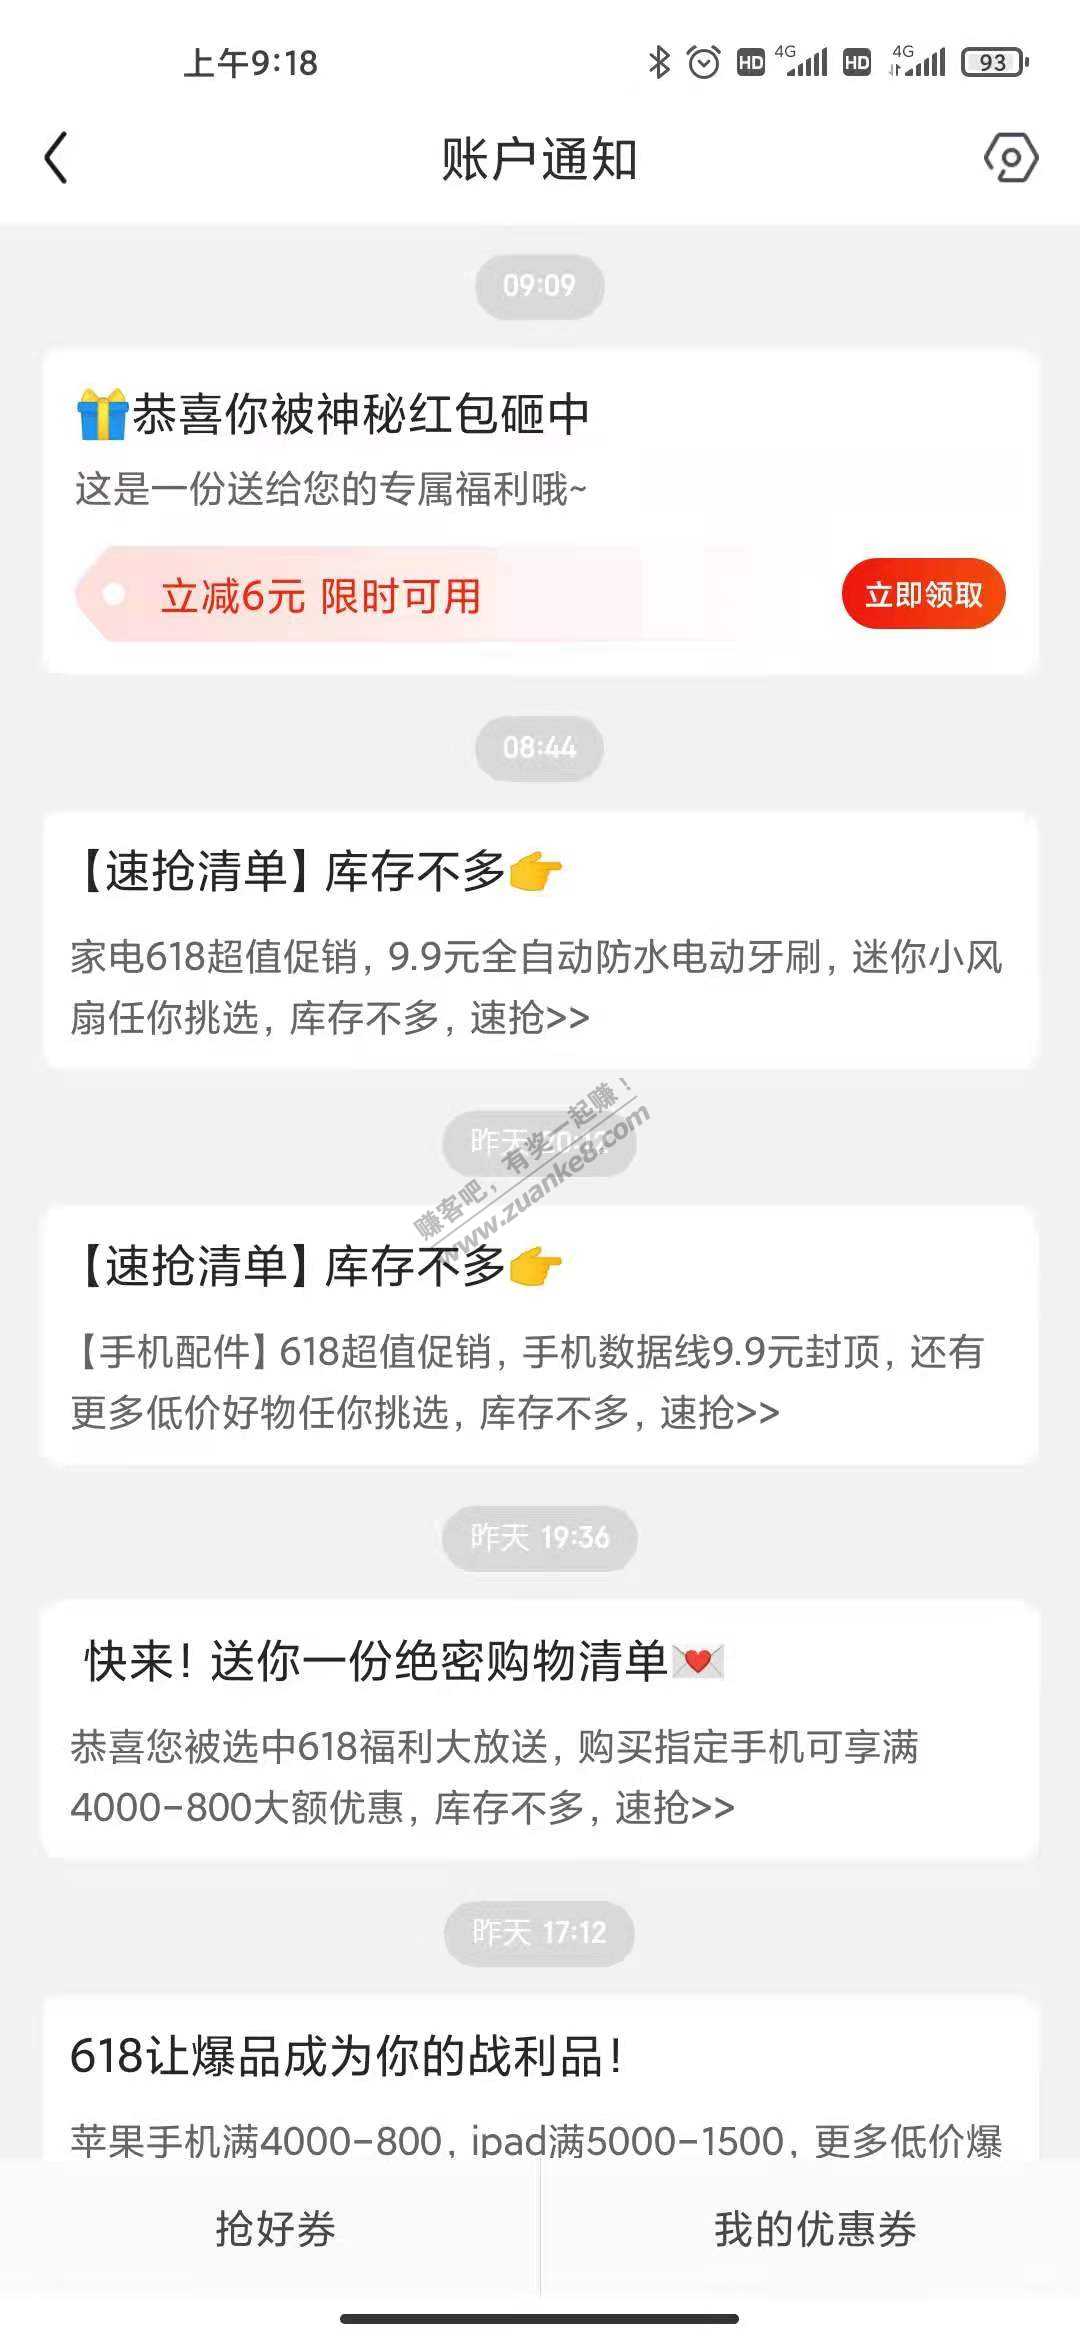 上午9:18
4G
4G
HD
HD
93
账户通知
09:09
恭喜你被神秘红包砸中
这是一份送给您的专属福利哦~
立减6元 限时可用
立即领取
08:44
【速抢清单】库存不多
家电618超值促销，9.9元全自动防水电动牙刷，迷你小风
扇任你挑选，库存不多，速抢>>
昨天
赚客吧，有奖一起赚！
www.zuanke8.com
【速抢清单】库存不多
【手机配件】618超值促销，手机数据线9.9元封顶，还有
更多低价好物任你挑选，库存不多，速抢>>
昨天 19:36
快来！送你一份绝密购物清单
恭喜您被选中618福利大放送，购买指定手机可享满
4000-800大额优惠，库存不多，速抢>>
昨天 17:12
618让爆品成为你的战利品！
苹果手机满4000-800，ipad满5000-1500，更多低价爆
抢好券
我的优惠券